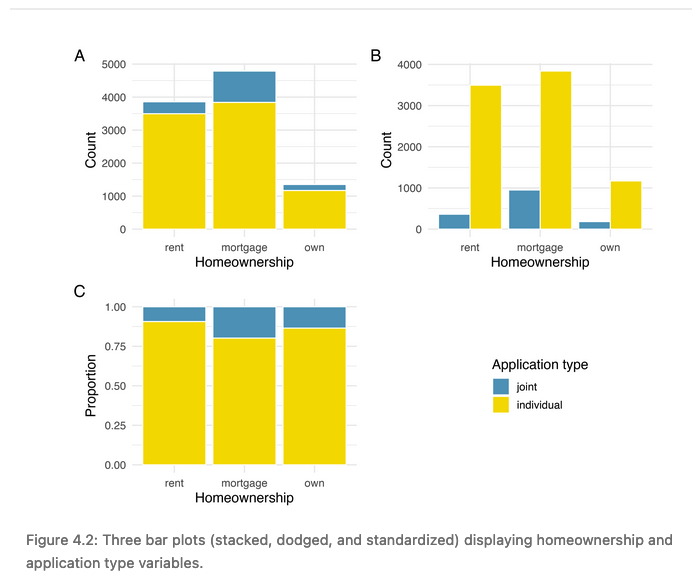 A
5000
4000
3000
2000
1000
0
Count
rent mortgage own
Homeownership
B
4000
3000
2000
1000
0
Count
rent mortgage own
Homeownership
C
1.00
0.75
0.50
0.25
0.00
Proportion
rent mortgage own
Homeownership
Application type
joint
individual
Figure 4.2: Three bar plots (stacked, dodged, and standardized) displaying homeownership and
application type variables.